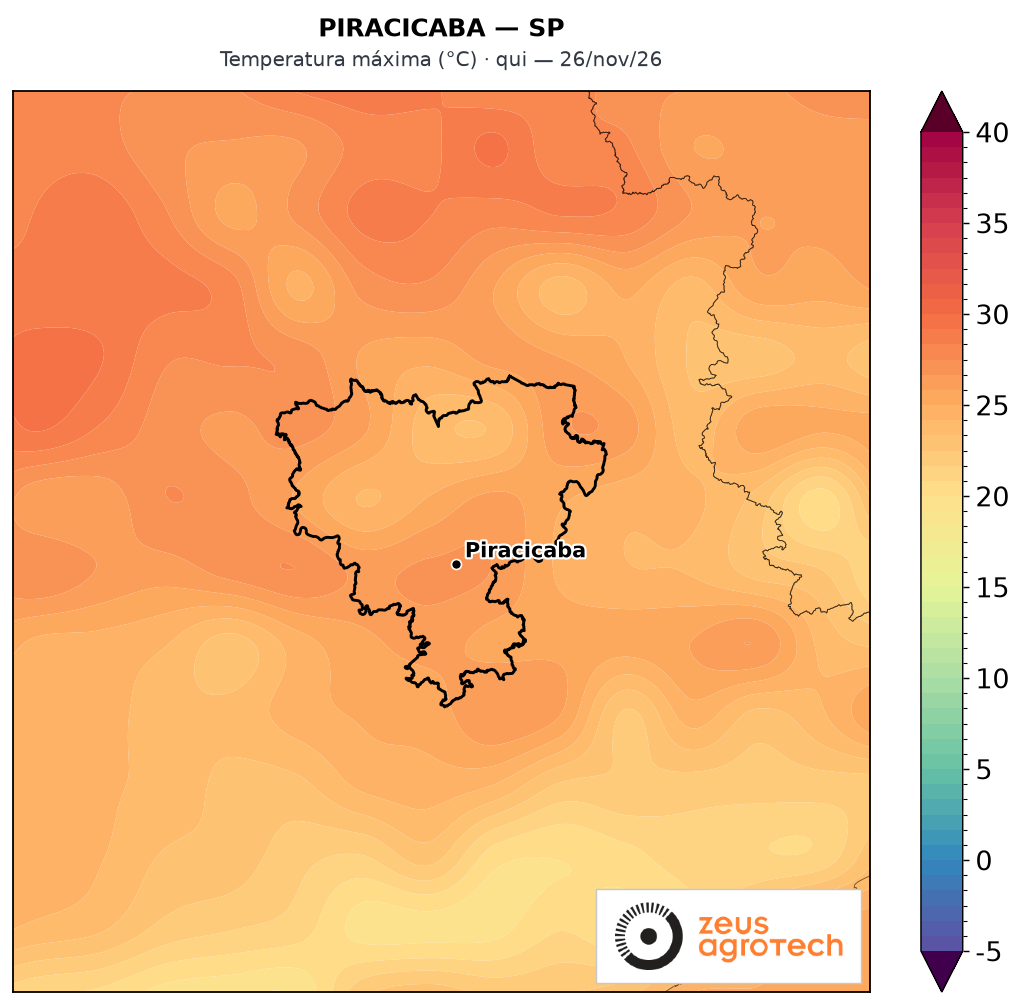 PIRACICABA — SP
Temperatura máxima (°C) · qui — 26/nov/26
40
35
30
25
20
15
10
5
0
-5
Piracicaba
zeus
agrotech